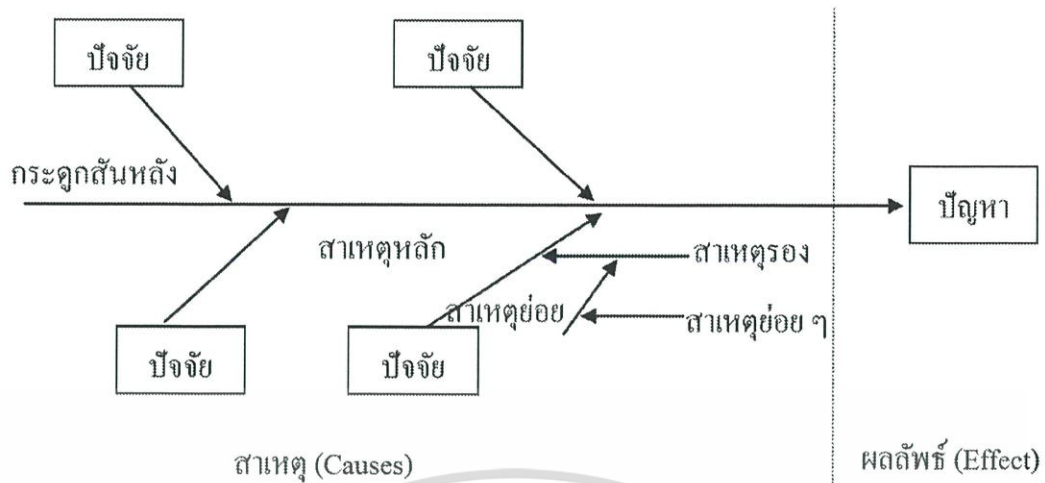 ปัจจัย
ปัจจัย
กระดูกสันหลัง
ปัญหา
สาเหตุหลัก
สาเหตุรอง
สาเหตุย่อย
สาเหตุย่อย ๆ
ปัจจัย
ปัจจัย
สาเหตุ (Causes)
ผลลัพธ์ (Effect)